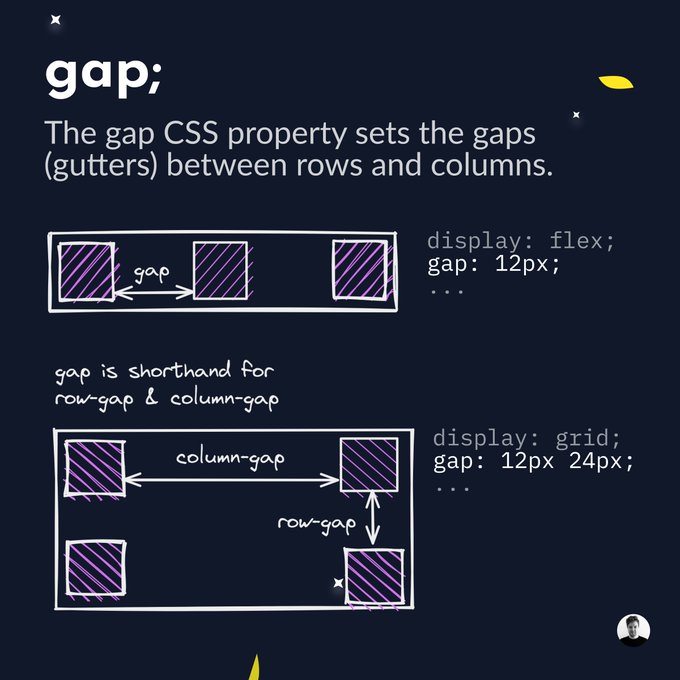 gap;
The gap CSS property sets the gaps
(gutters) between rows and columns.
gap
display: flex;
gap: 12px;
...
gap is shorthand for
row-gap & column-gap
column-gap
row-gap
display: grid;
gap: 12px 24px;
...